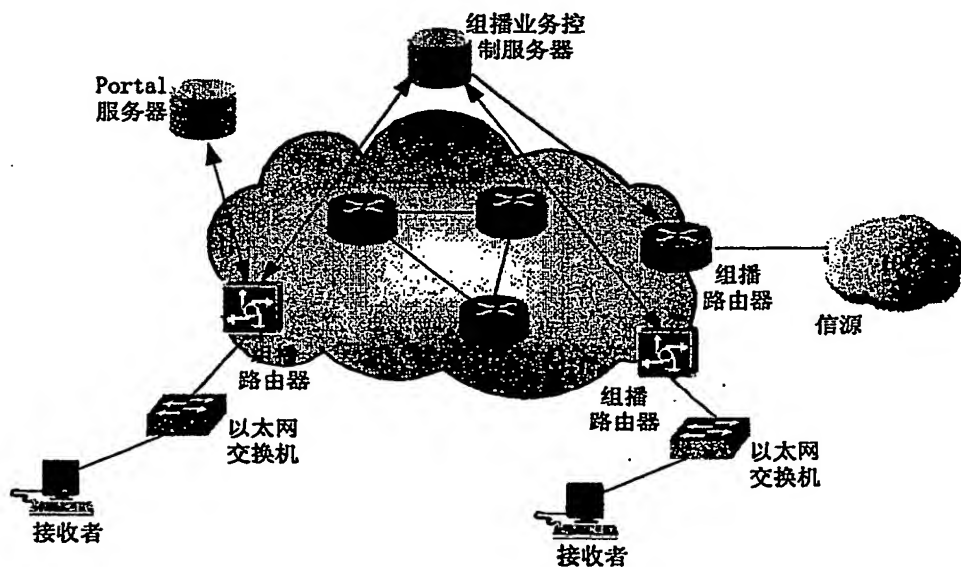 组播业务控
制服务器
Portal
服务器
组播
路由器
信源
路由器
组播
路由器
以太网
交换机
以太网
交换机
接收者
接收者